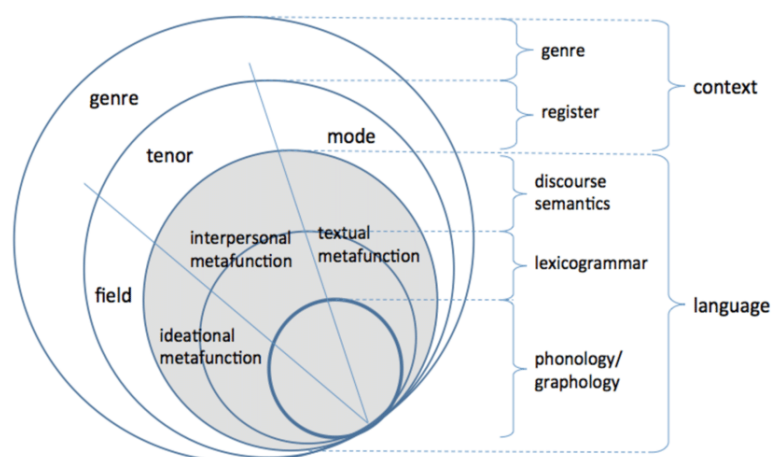 genre
tenor
mode
field
interpersonal
metafunction
textual
metafunction
ideational
metafunction
genre
register
context
discourse
semantics
lexicogrammar
phonology/
graphology
language